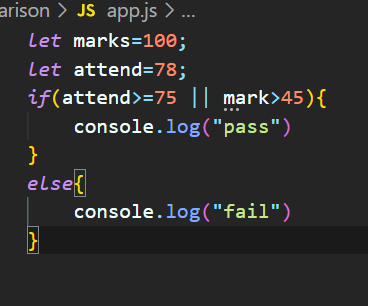 arison > JS app.js > ...
let marks=100;
let attend=78;
if(attend>=75 || mark>45){
    console.log("pass")
}
else{
    console.log("fail")
}